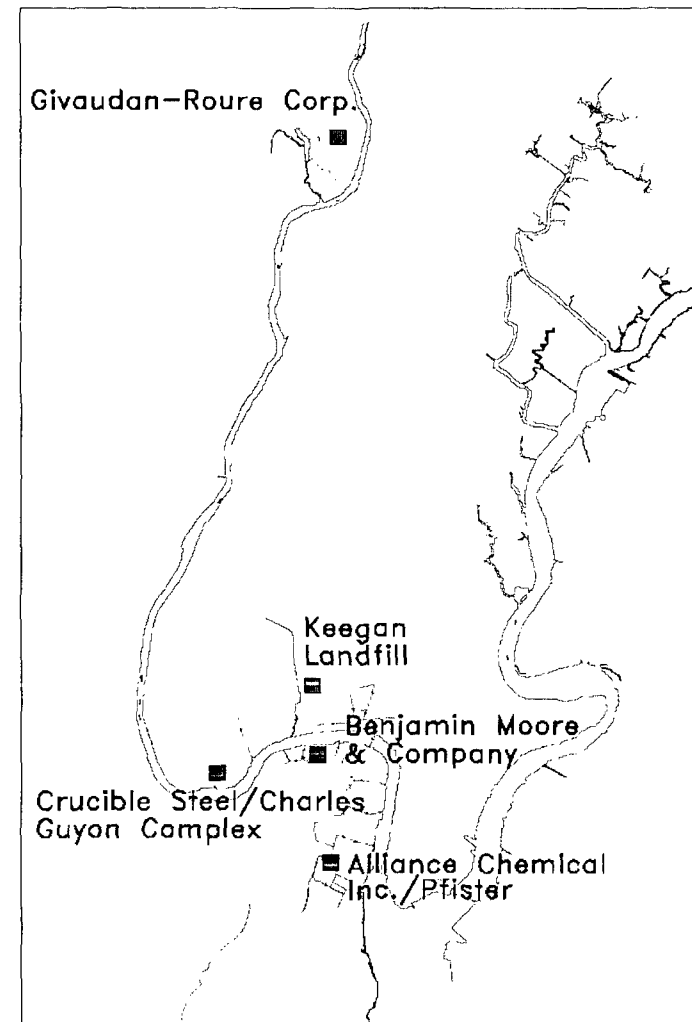 Givaudan-Roure Corp.
Keegan
Landfill
Benjamin Moore
& Company
Crucible Steel/Charles
Guyon Complex
Alliance Chemical
Inc./Pfister